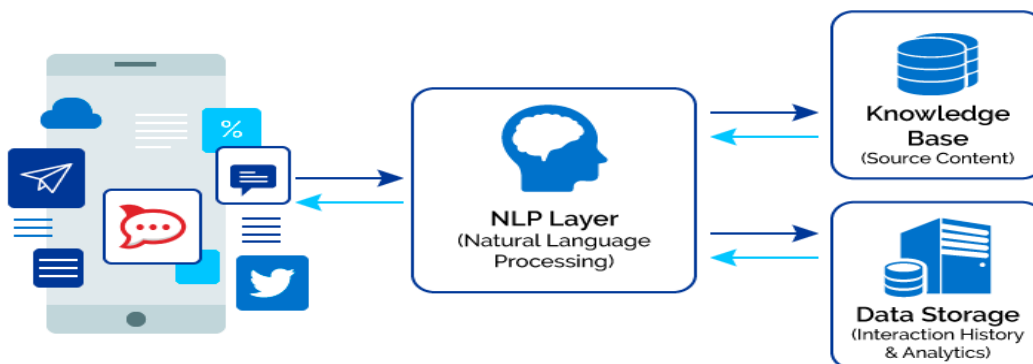 %
NLP Layer
(Natural Language
Processing)
Knowledge
Base
(Source Content)
Data Storage
(Interaction History
& Analytics)